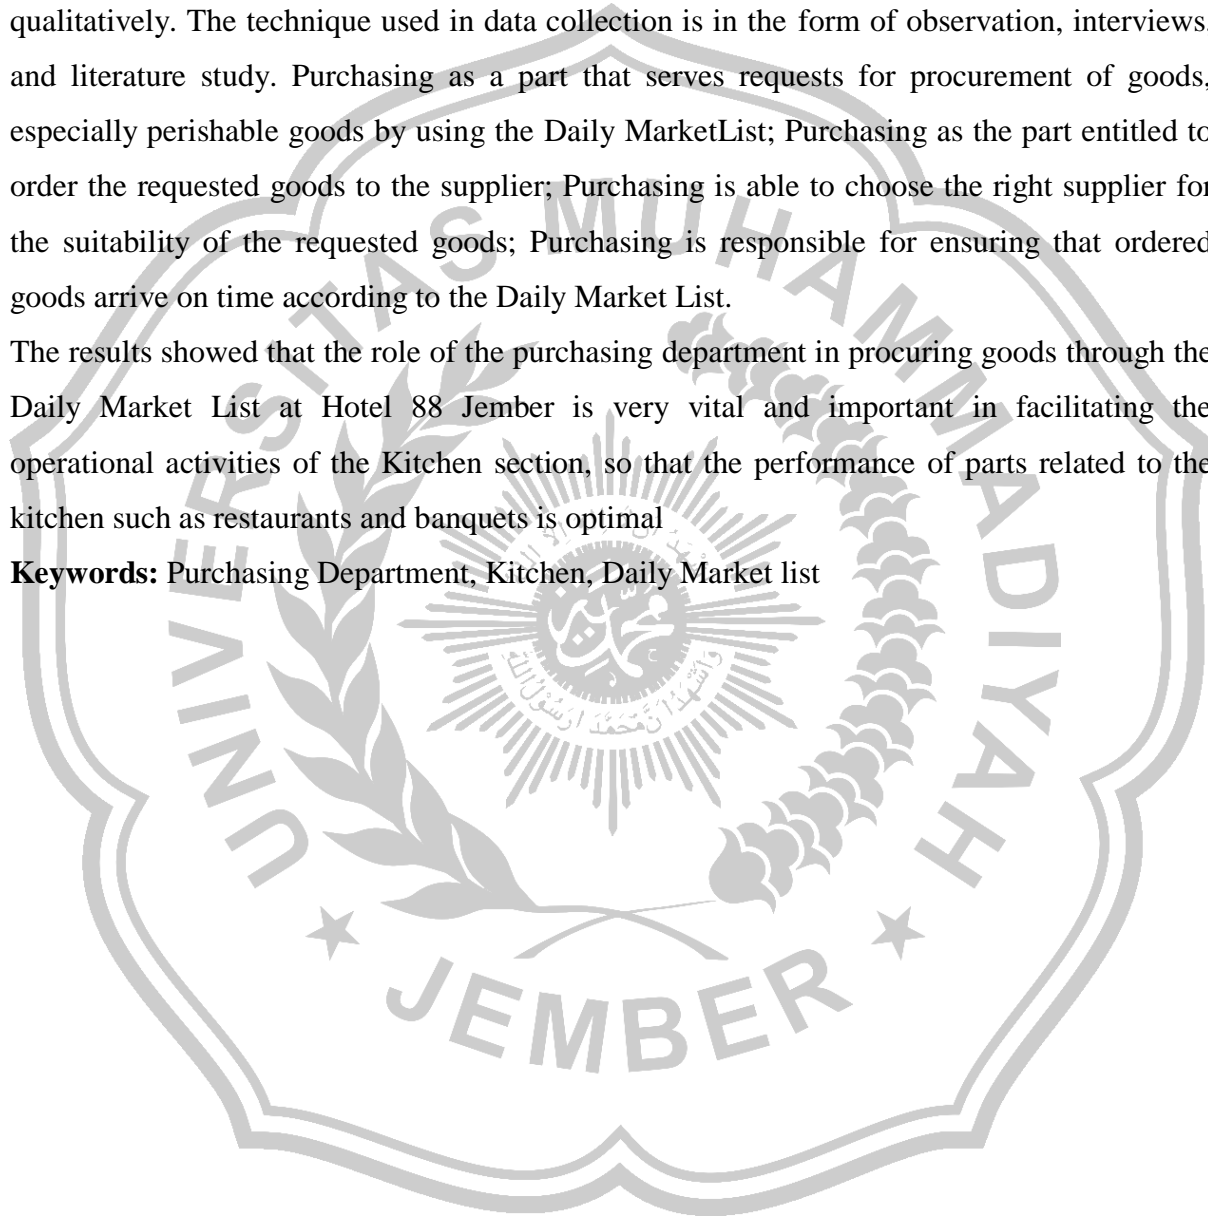 qualitatively. The technique used in data collection is in the form of observation, interviews,
and literature study. Purchasing as a part that serves requests for procurement of goods,
especially perishable goods by using the Daily MarketList; Purchasing as the part entitled to
order the requested goods to the supplier; Purchasing is able to choose the right supplier for
the suitability of the requested goods; Purchasing is responsible for ensuring that ordered
goods arrive on time according to the Daily Market List.
The results showed that the role of the purchasing department in procuring goods through the
Daily Market List at Hotel 88 Jember is very vital and important in facilitating the
operational activities of the Kitchen section, so that the performance of parts related to the
kitchen such as restaurants and banquets is optimal
Keywords: Purchasing Department, Kitchen, Daily Market list
UNIVERSITAS MUHAMMADIYAH
JEMBER